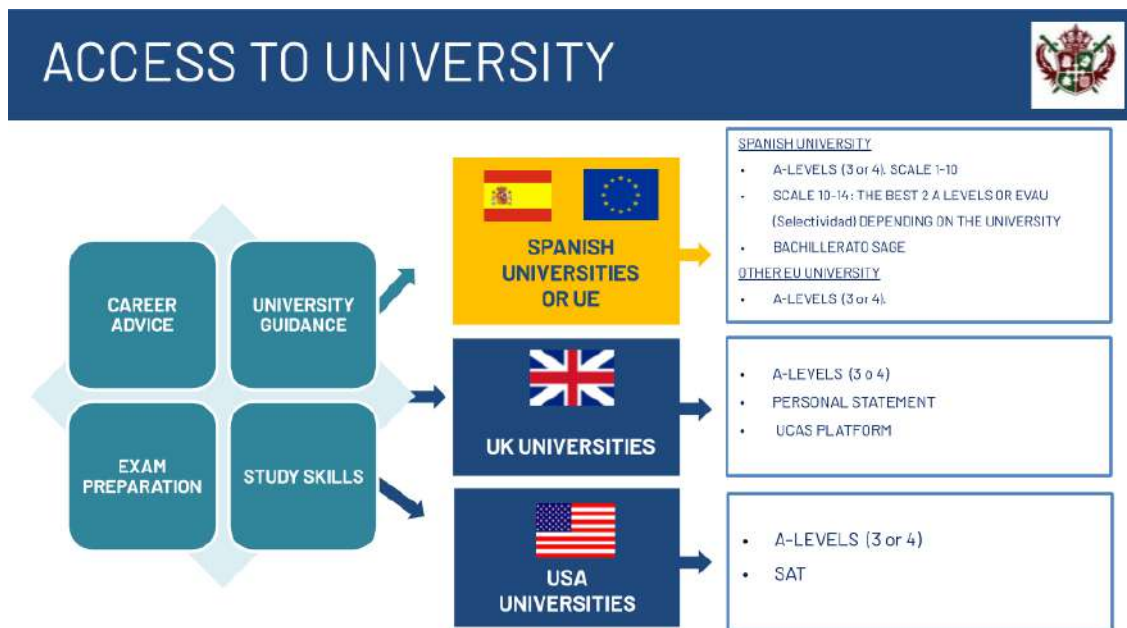 ACCESS TO UNIVERSITY
CAREER
ADVICE
UNIVERSITY
GUIDANCE
EXAM
PREPARATION
STUDY SKILLS
SPANISH
UNIVERSITIES
OR UE
SPANISH UNIVERSITY
• A-LEVELS (3 or 4). SCALE 1-10
- SCALE 10-14: THE BEST 2 A LEVELS OR EVAU
(Selectividad) DEPENDING ON THE UNIVERSITY
• BACHILLERATO SAGE
OTHER EU UNIVERSITY
• A-LEVELS (3 or 4).
UK UNIVERSITIES
• A-LEVELS (3 o 4)
• PERSONAL STATEMENT
• UCAS PLATFORM
USA
UNIVERSITIES
• A-LEVELS (3 or 4)
• SAT